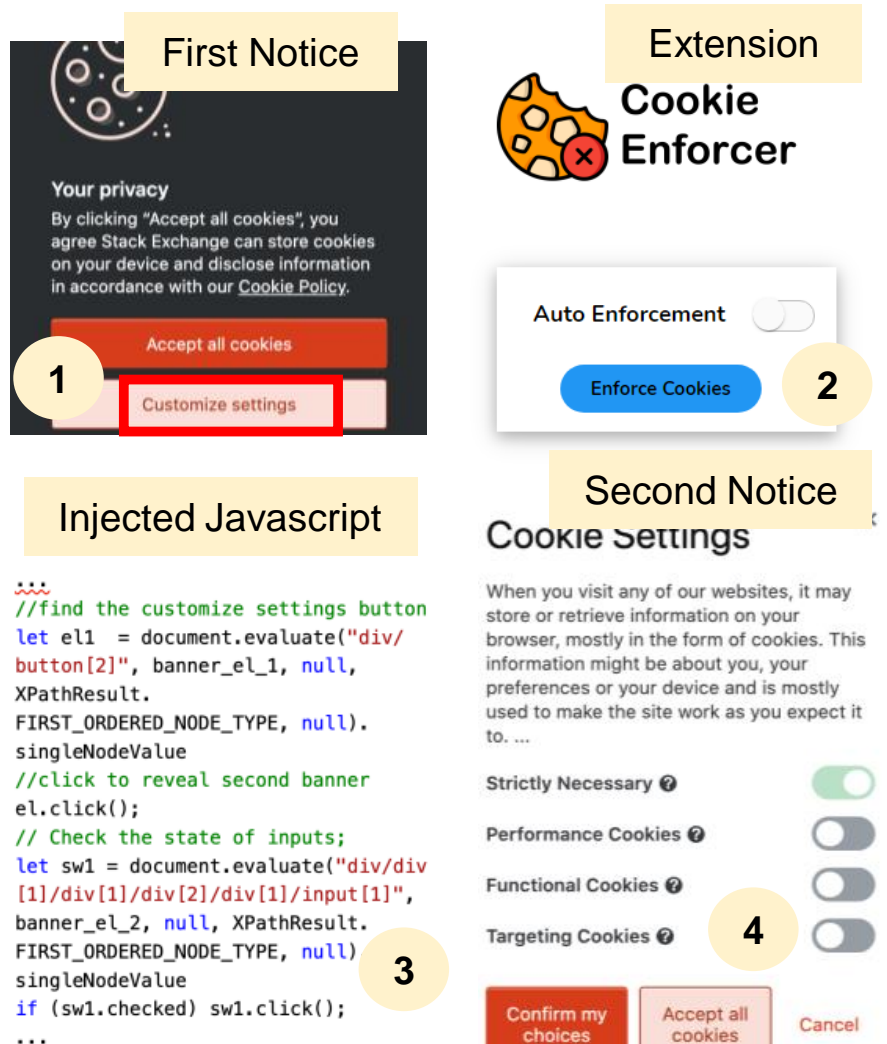 First Notice
Your privacy
By clicking “Accept all cookies”, you
agree Stack Exchange can store cookies
on your device and disclose information
in accordance with our Cookie Policy.
Accept all cookies
1
Customize settings
Extension
Cookie
Enforcer
Auto Enforcement
Enforce Cookies
2
Injected Javascript
...
//find the customize settings button
let el1 = document.evaluate("div/
button[2]", banner_el_1, null,
XPathResult.
FIRST_ORDERED_NODE_TYPE, null).
singleNodeValue
//click to reveal second banner
el.click();
// Check the state of inputs;
let sw1 = document.evaluate("div/div
[1]/div[1]/div[2]/div[1]/input[1]",
banner_el_2, null, XPathResult.
FIRST_ORDERED_NODE_TYPE, null)
singleNodeValue
if (sw1.checked) sw1.click();
...
3
Second Notice
Cookie Settings
When you visit any of our websites, it may
store or retrieve information on your
browser, mostly in the form of cookies. This
information might be about you, your
preferences or your device and is mostly
used to make the site work as you expect it
to. ...
Strictly Necessary ?
Performance Cookies ?
Functional Cookies ?
Targeting Cookies ?
4
Confirm my
choices
Accept all
cookies
Cancel